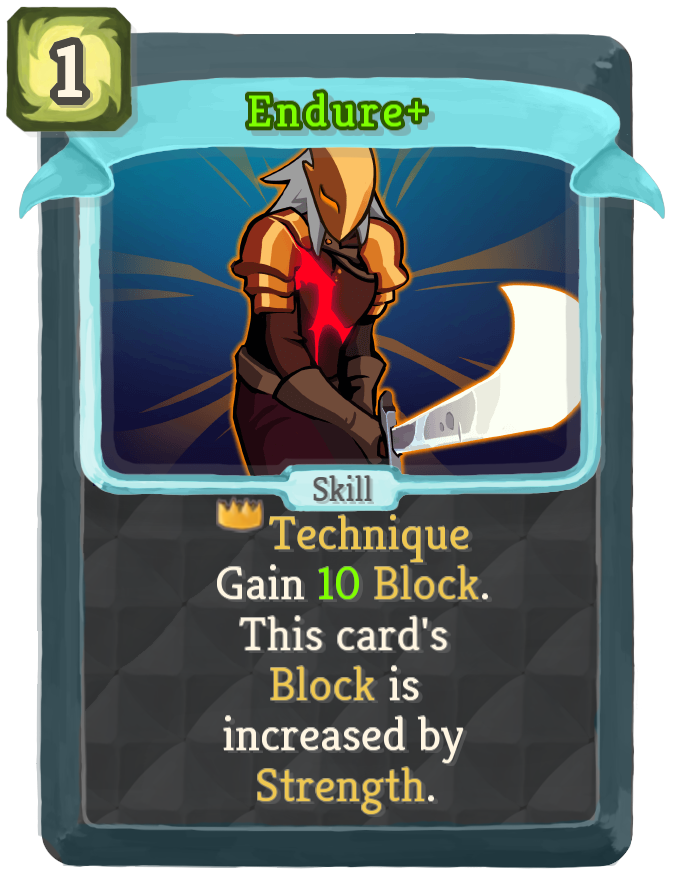 1
Endure+
Skill
Technique
Gain 10 Block.
This card's
Block is
increased by
Strength.